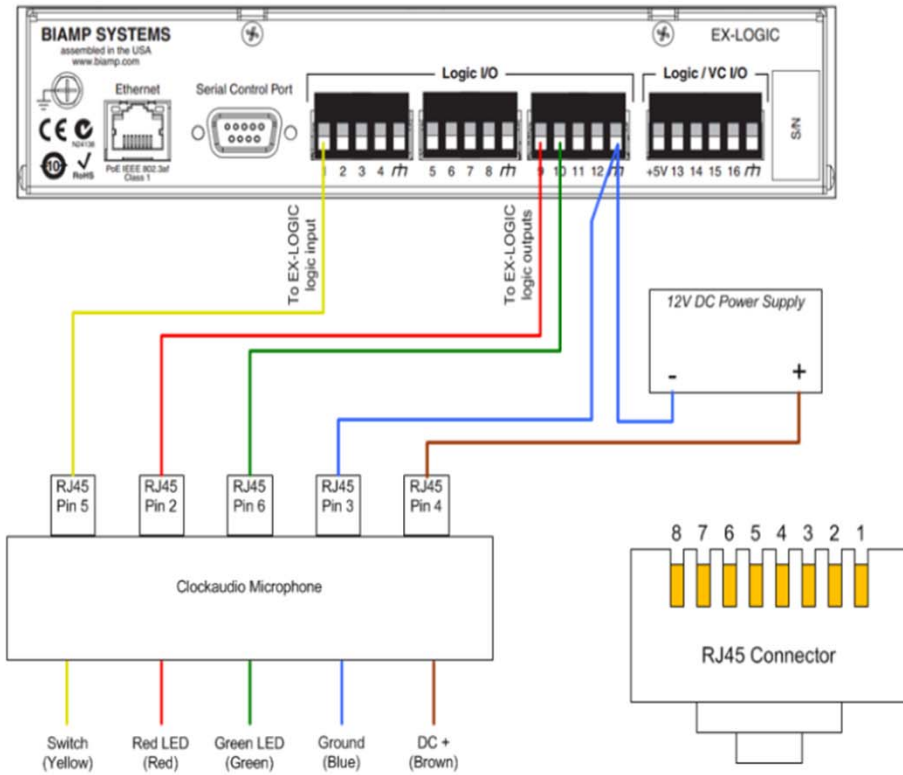 BIAMP SYSTEMS
assembled in the USA
www.biamp.com
EX-LOGIC
Ethernet
Serial Control Port
Logic I/O
Logic / VC I/O
S/N
CE
N24138
10
RoHS
PoE IEEE 802.3af
Class 1
1 2 3 4
5 6 7 8
9 10 11 12
+5V 13 14 15 16
To EX-LOGIC
logic input
To EX-LOGIC
logic outputs
12V DC Power Supply
- +
RJ45
Pin 5
RJ45
Pin 2
RJ45
Pin 6
RJ45
Pin 3
RJ45
Pin 4
Clockaudio Microphone
Switch
(Yellow)
Red LED
(Red)
Green LED
(Green)
Ground
(Blue)
DC +
(Brown)
8 7 6 5 4 3 2 1
RJ45 Connector